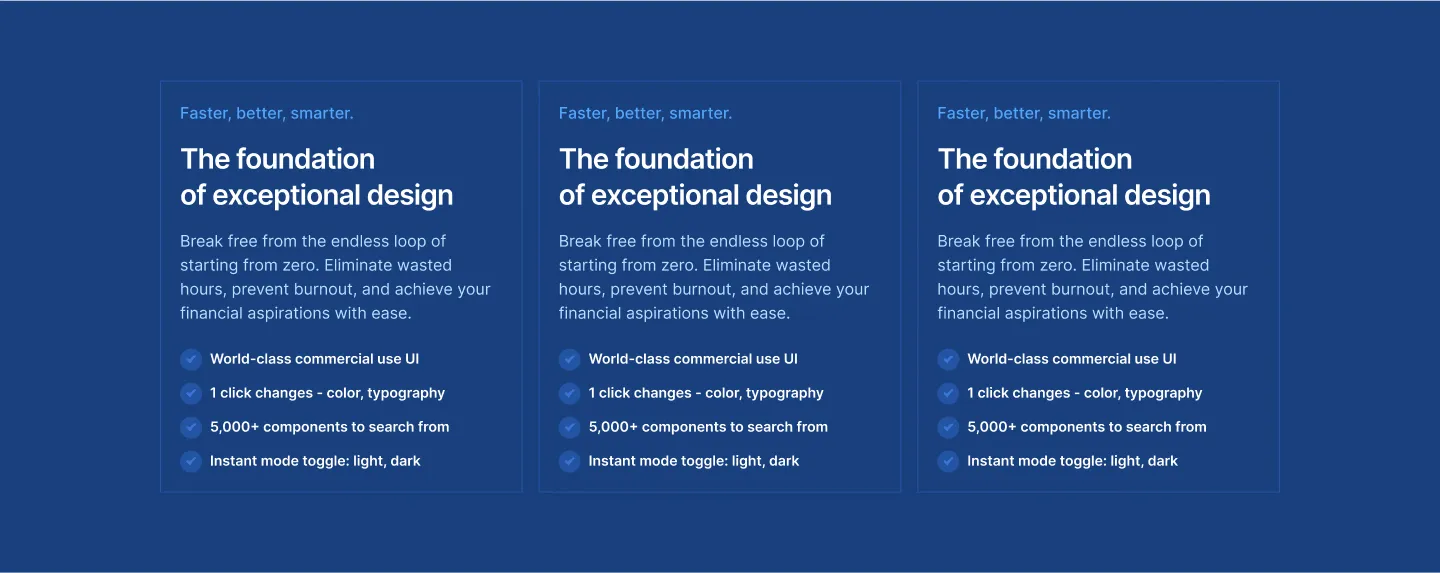 Faster, better, smarter.
The foundation
of exceptional design
Break free from the endless loop of
starting from zero. Eliminate wasted
hours, prevent burnout, and achieve your
financial aspirations with ease.
World-class commercial use UI
1 click changes - color, typography
5,000+ components to search from
Instant mode toggle: light, dark
Faster, better, smarter.
The foundation
of exceptional design
Break free from the endless loop of
starting from zero. Eliminate wasted
hours, prevent burnout, and achieve your
financial aspirations with ease.
World-class commercial use UI
1 click changes - color, typography
5,000+ components to search from
Instant mode toggle: light, dark
Faster, better, smarter.
The foundation
of exceptional design
Break free from the endless loop of
starting from zero. Eliminate wasted
hours, prevent burnout, and achieve your
financial aspirations with ease.
World-class commercial use UI
1 click changes - color, typography
5,000+ components to search from
Instant mode toggle: light, dark